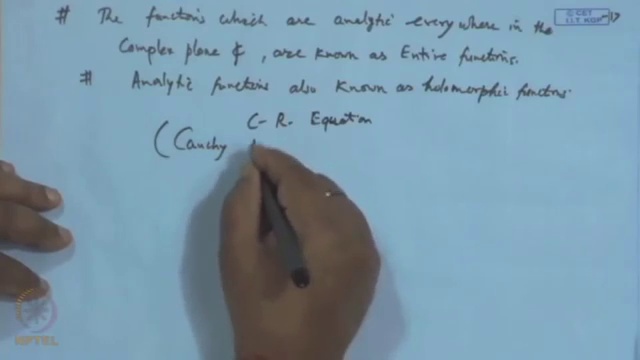 © CET
I.I.T. KGP
# The functions which are analytic everywhere in the
Complex plane ₵, are known as Entire functions.
# Analytic functions also known as holomorphic functions.
C-R. Equation
(Cauchy
NPTEL